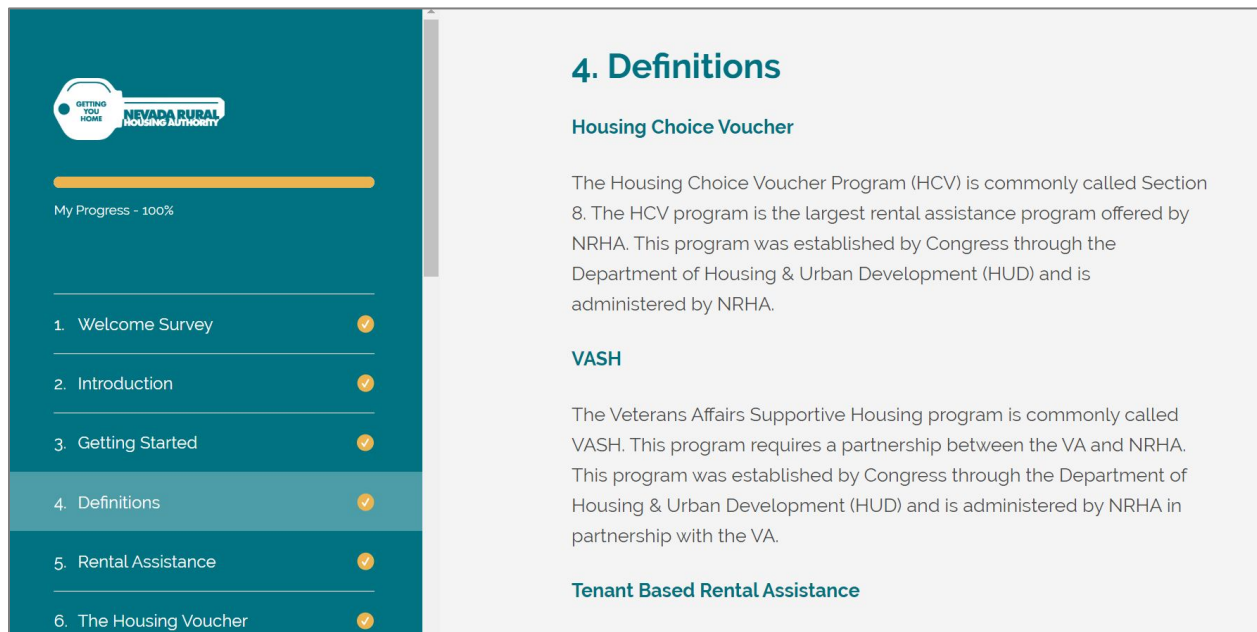 GETTING
YOU
HOME
NEVADA RURAL
HOUSING AUTHORITY
My Progress - 100%
1. Welcome Survey
2. Introduction
3. Getting Started
4. Definitions
5. Rental Assistance
6. The Housing Voucher
4. Definitions
Housing Choice Voucher
The Housing Choice Voucher Program (HCV) is commonly called Section
8. The HCV program is the largest rental assistance program offered by
NRHA. This program was established by Congress through the
Department of Housing & Urban Development (HUD) and is
administered by NRHA.
VASH
The Veterans Affairs Supportive Housing program is commonly called
VASH. This program requires a partnership between the VA and NRHA.
This program was established by Congress through the Department of
Housing & Urban Development (HUD) and is administered by NRHA in
partnership with the VA.
Tenant Based Rental Assistance